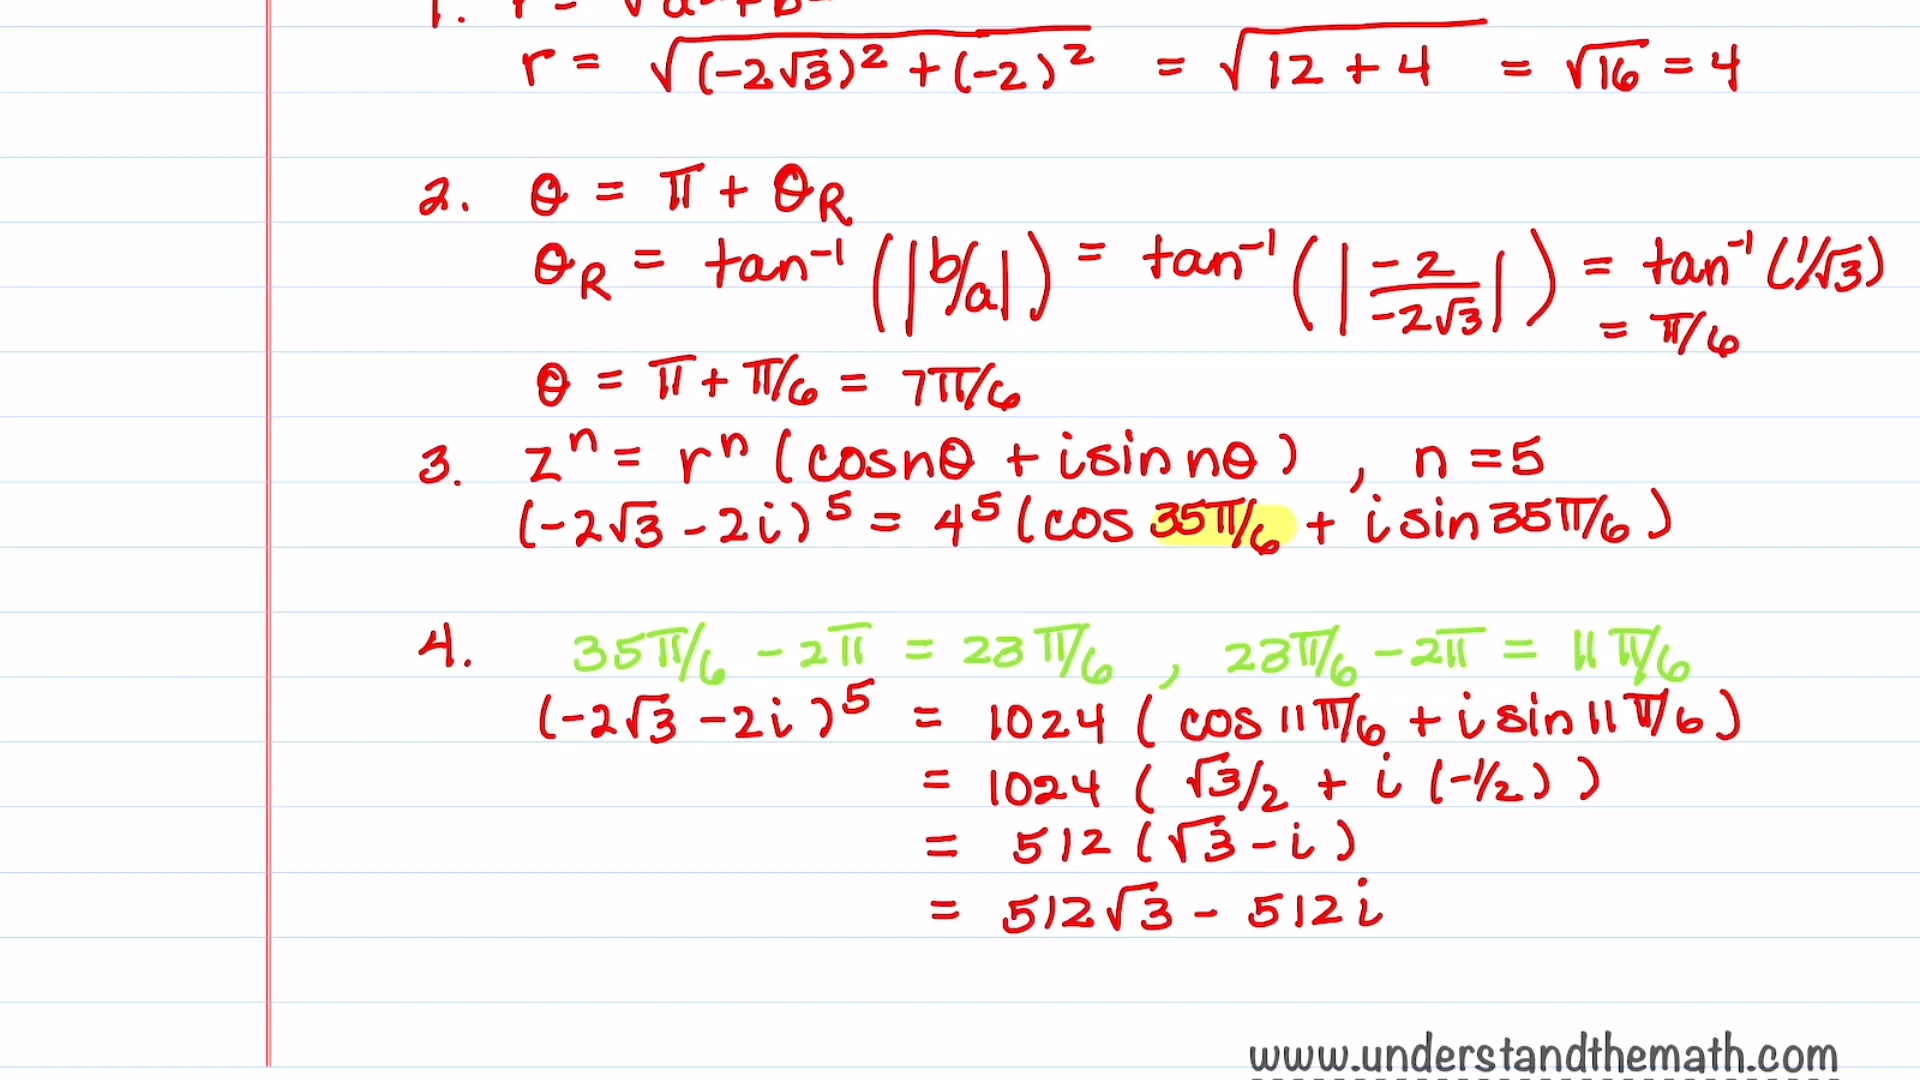 1. r = √a²+b²
r = √(-2√3)² + (-2)² = √12 + 4 = √16 = 4
2. θ = π + θR
θR = tan⁻¹ (|b/a|) = tan⁻¹ (|-2/-2√3|) = tan⁻¹ (1/√3)
= π/6
θ = π + π/6 = 7π/6
3. zⁿ = rⁿ (cos nθ + i sin nθ) , n = 5
(-2√3 - 2i)⁵ = 4⁵ (cos 35π/6 + i sin 35π/6)
4. 35π/6 - 2π = 23π/6 , 23π/6 - 2π = 11π/6
(-2√3 - 2i)⁵ = 1024 (cos 11π/6 + i sin 11π/6)
= 1024 (√3/2 + i (-1/2))
= 512 (√3 - i)
= 512√3 - 512i
www.understandthemath.com